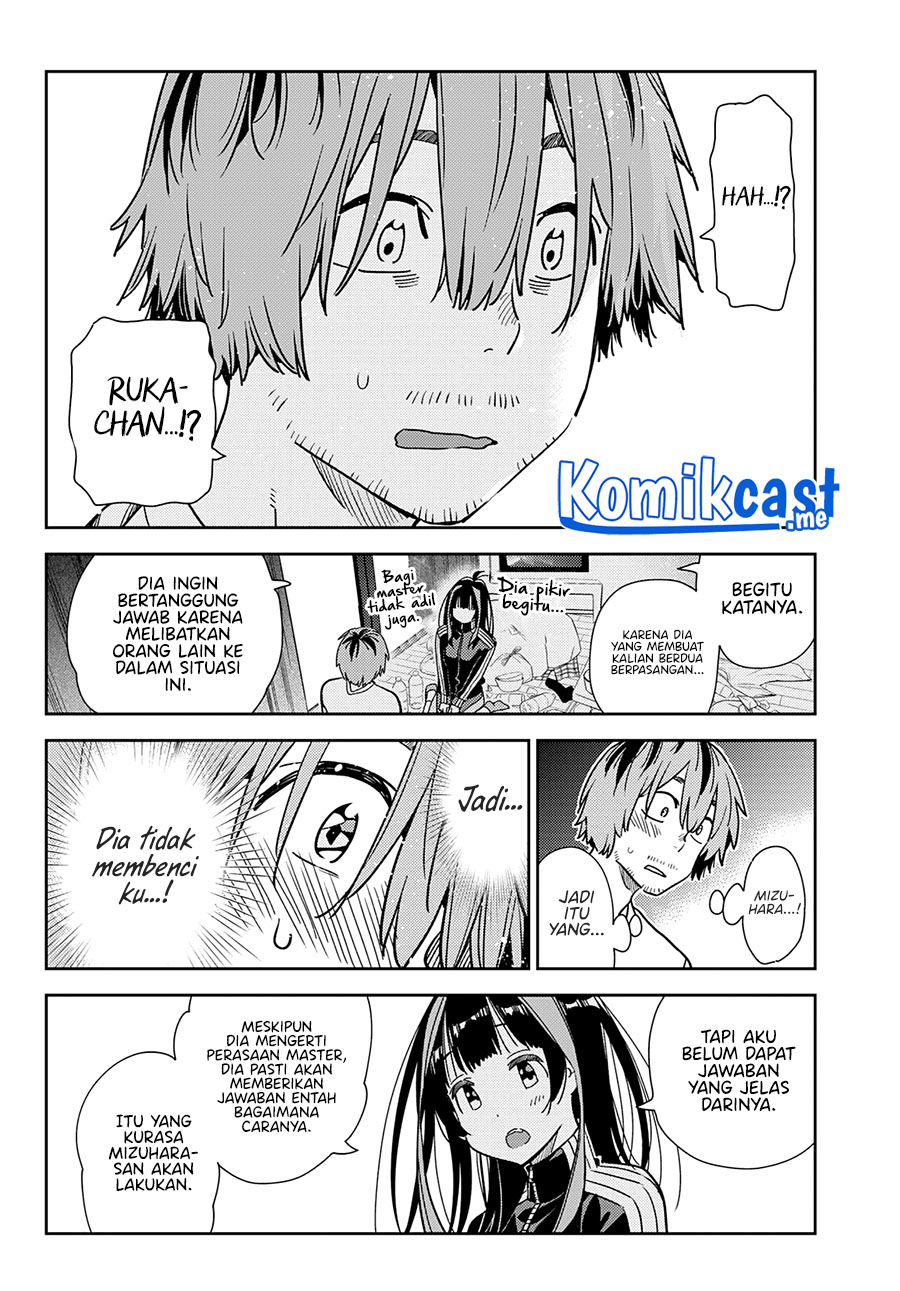 HAH...!?
RUKA-
CHAN...!?
Komikcast
.me
BEGITU
KATANYA.
KARENA DIA
YANG MEMBUAT
KALIAN BERDUA
BERPASANGAN...
Dia pikir
begitu...
Bagi
master
tidak adil
juga.
DIA INGIN
BERTANGGUNG
JAWAB KARENA
MELIBATKAN
ORANG LAIN KE
DALAM SITUASI
INI.
MIZU-
HARA...!
JADI
ITU
YANG...
Jadi...
Dia tidak
membenci
ku...!
TAPI AKU
BELUM DAPAT
JAWABAN
YANG JELAS
DARINYA.
MESKIPUN
DIA MENGERTI
PERASAAN MASTER,
DIA PASTI AKAN
MEMBERIKAN
JAWABAN ENTAH
BAGAIMANA
CARANYA.
ITU YANG
KURASA
MIZUHARA-
SAN AKAN
LAKUKAN.